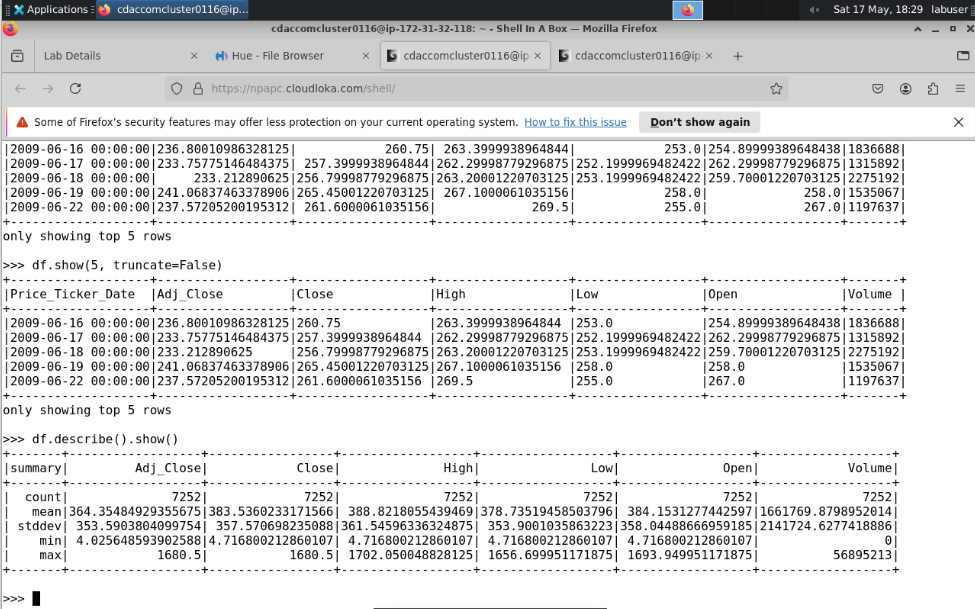 Applications : cdaccomcluster0116@ip... Sat 17 May, 18:29 labuser
cdaccomcluster0116@ip-172-31-32-118: ~ - Shell In A Box — Mozilla Firefox
Lab Details × Hue - File Browser × cdaccomcluster0116@ip × cdaccomcluster0116@ip × +
https://npapc.cloudloka.com/shell/
Some of Firefox's security features may offer less protection on your current operating system. How to fix this issue Don't show again
|2009-06-16 00:00:00|236.80010986328125| 260.75| 263.3999938964844| 253.0|254.89999389648438|1836688|
|2009-06-17 00:00:00|233.75775146484375| 257.3999938964844|262.29998779296875|252.1999969482422|262.29998779296875|1315892|
|2009-06-18 00:00:00| 233.212890625|256.79998779296875|263.20001220703125|253.1999969482422|259.70001220703125|2275192|
|2009-06-19 00:00:00|241.06837463378906|265.45001220703125| 267.1000061035156| 258.0| 258.0|1535067|
|2009-06-22 00:00:00|237.57205200195312| 261.6000061035156| 269.5| 255.0| 267.0|1197637|
+-------------------+------------------+------------------+------------------+-----------------+------------------+-------+
only showing top 5 rows
>>> df.show(5, truncate=False)
+-------------------+------------------+------------------+------------------+-----------------+------------------+-------+
|Price_Ticker_Date |Adj_Close |Close |High |Low |Open |Volume |
+-------------------+------------------+------------------+------------------+-----------------+------------------+-------+
|2009-06-16 00:00:00|236.80010986328125|260.75 |263.3999938964844 |253.0 |254.89999389648438|1836688|
|2009-06-17 00:00:00|233.75775146484375|257.3999938964844 |262.29998779296875|252.1999969482422|262.29998779296875|1315892|
|2009-06-18 00:00:00|233.212890625 |256.79998779296875|263.20001220703125|253.1999969482422|259.70001220703125|2275192|
|2009-06-19 00:00:00|241.06837463378906|265.45001220703125|267.1000061035156 |258.0 |258.0 |1535067|
|2009-06-22 00:00:00|237.57205200195312|261.6000061035156 |269.5 |255.0 |267.0 |1197637|
+-------------------+------------------+------------------+------------------+-----------------+------------------+-------+
only showing top 5 rows
>>> df.describe().show()
+-------+------------------+-----------------+------------------+------------------+------------------+------------------+
|summary| Adj_Close| Close| High| Low| Open| Volume|
+-------+------------------+-----------------+------------------+------------------+------------------+------------------+
| count| 7252| 7252| 7252| 7252| 7252| 7252|
| mean|364.35484929355675|383.5360233171566| 388.8218055439469|378.73519458503796| 384.1531277442597|1661769.8798952014|
| stddev| 353.5903804099754| 357.570698235088|361.54596336324875| 353.9001035863223|358.04488666959185|2141724.6277418886|
| min| 4.025648593902588|4.716800212860107| 4.716800212860107| 4.716800212860107| 4.716800212860107| 0|
| max| 1680.5| 1680.5| 1702.050048828125| 1656.699951171875| 1693.949951171875| 56895213|
+-------+------------------+-----------------+------------------+------------------+------------------+------------------+
>>>